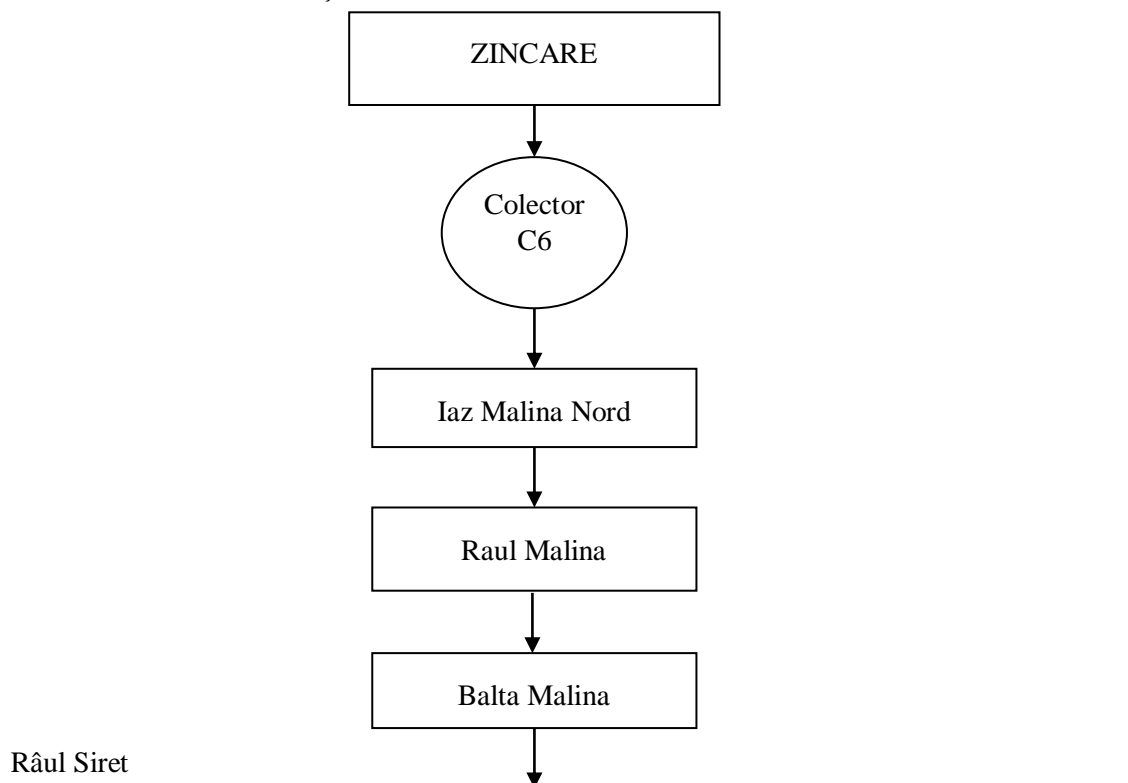 ZINCARE
Colector
C6
Iaz Malina Nord
Raul Malina
Balta Malina
Râul Siret